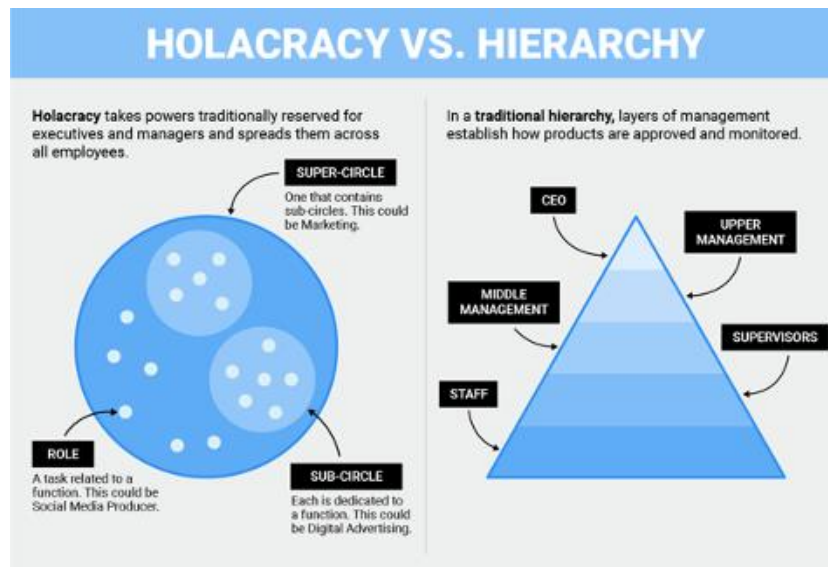 HOLACRACY VS. HIERARCHY
Holacracy takes powers traditionally reserved for
executives and managers and spreads them across
all employees.
SUPER-CIRCLE
One that contains
sub-circles. This could
be Marketing.
ROLE
A task related to a
function. This could be
Social Media Producer.
SUB-CIRCLE
Each is dedicated to
a function. This could
be Digital Advertising.
In a traditional hierarchy, layers of management
establish how products are approved and monitored.
CEO
UPPER
MANAGEMENT
MIDDLE
MANAGEMENT
SUPERVISORS
STAFF